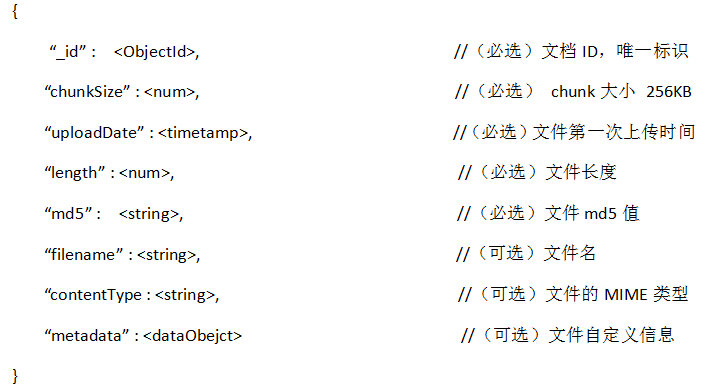 {
“_id” : <ObjectId>, //（必选）文档 ID，唯一标识
“chunkSize” : <num>, //（必选） chunk 大小 256KB
“uploadDate” : <timetamp>, //（必选）文件第一次上传时间
“length” : <num>, //（必选）文件长度
“md5” : <string>, //（必选）文件 md5 值
“filename” : <string>, //（可选）文件名
“contentType : <string>, //（可选）文件的 MIME 类型
“metadata” : <dataObejct> //（可选）文件自定义信息
}